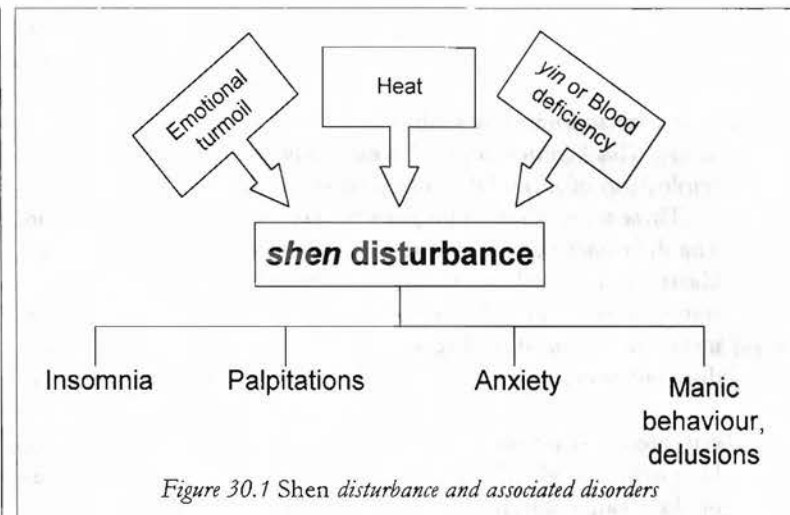 Emotional
turmoil
Heat
yin or Blood
deficiency
shen disturbance
Insomnia
Palpitations
Anxiety
Manic
behaviour,
delusions
Figure 30.1 Shen disturbance and associated disorders